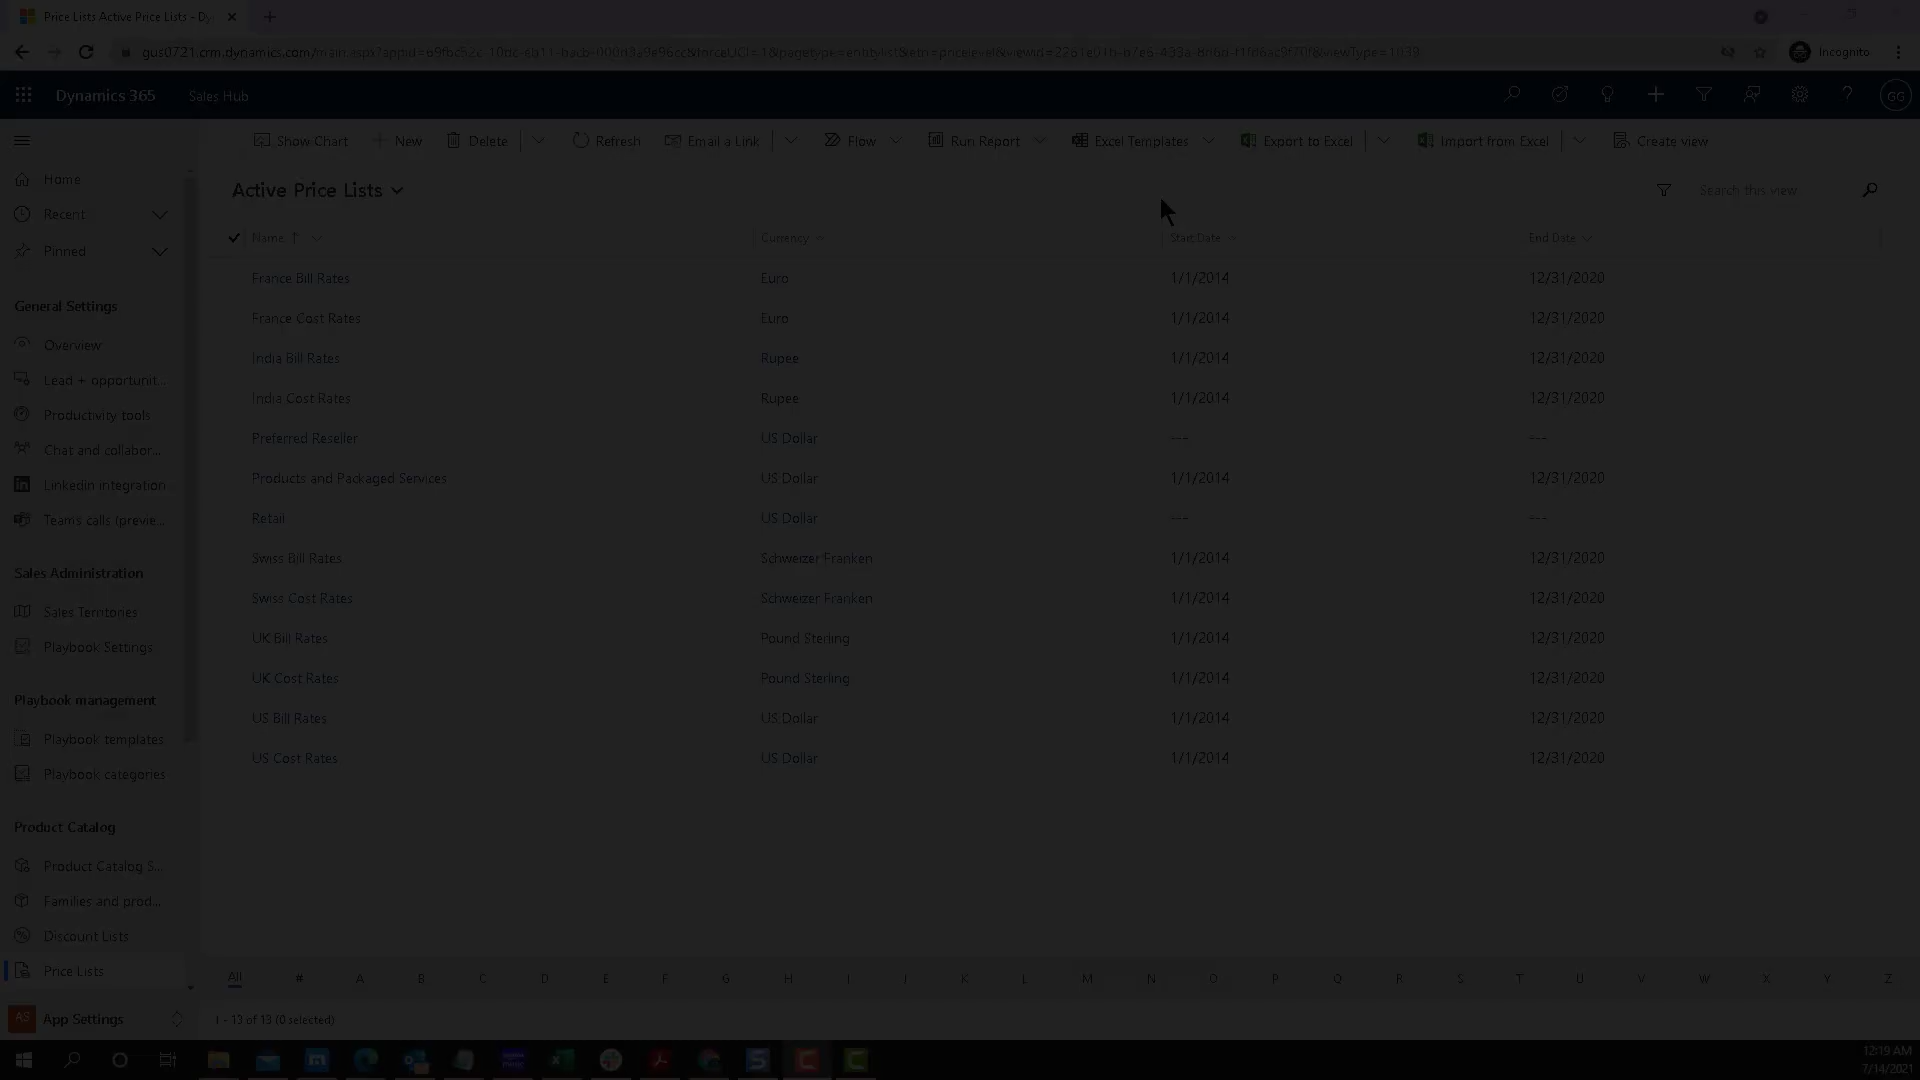 Price Lists Active Price Lists - Dy
Incognito
Dynamics 365 Sales Hub GG
Show Chart New Delete Refresh Email a Link Flow Run Report Excel Templates Export to Excel Import from Excel Create view
Active Price Lists Search this view
Name Currency Start Date End Date
France Bill Rates Euro 1/1/2014 12/31/2020
France Cost Rates Euro 1/1/2014 12/31/2020
India Bill Rates Rupee 1/1/2014 12/31/2020
India Cost Rates Rupee 1/1/2014 12/31/2020
Preferred Reseller US Dollar --- ---
Products and Packaged Services US Dollar 1/1/2014 12/31/2020
Retail US Dollar --- ---
Swiss Bill Rates Schweizer Franken 1/1/2014 12/31/2020
Swiss Cost Rates Schweizer Franken 1/1/2014 12/31/2020
UK Bill Rates Pound Sterling 1/1/2014 12/31/2020
UK Cost Rates Pound Sterling 1/1/2014 12/31/2020
US Bill Rates US Dollar 1/1/2014 12/31/2020
US Cost Rates US Dollar 1/1/2014 12/31/2020
Home
Recent
Pinned
General Settings
Overview
Lead + opportunit...
Productivity tools
Chat and collabor...
LinkedIn integration
Teams calls (previe...
Sales Administration
Sales Territories
Playbook Settings
Playbook management
Playbook templates
Playbook categories
Product Catalog
Product Catalog S...
Families and prod...
Discount Lists
Price Lists
AS App Settings
All # A B C D E F G H I J K L M N O P Q R S T U V W X Y Z
1 - 13 of 13 (0 selected)
12:19 AM
7/14/2021